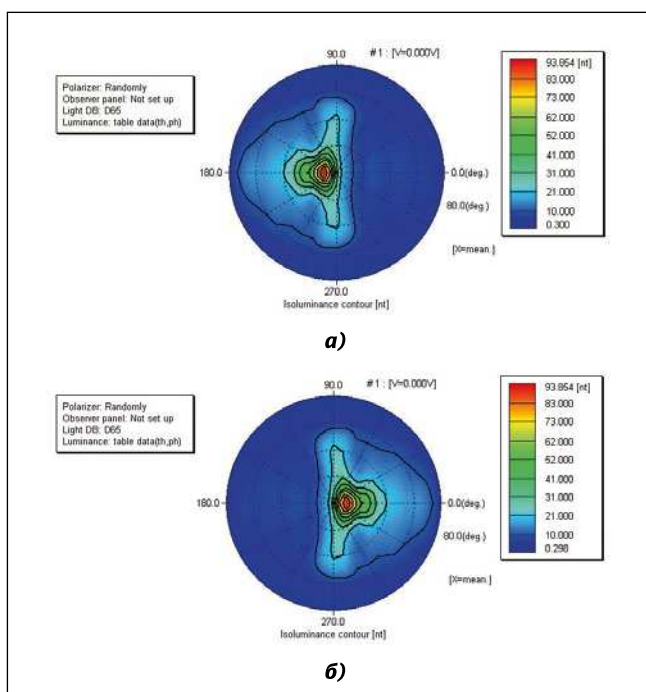 90.0
#1 : [V=0.000V]
Polarizer: Randomly
Observer panel: Not set up
Light DB: D65
Luminance: table data(th,ph)
180.0
0.0(deg.)
80.0(deg.)
[X=mean.]
270.0
Isoluminance contour [nt]
93.854 [nt]
83.000
73.000
62.000
52.000
41.000
31.000
21.000
10.000
0.300
а)
90.0
#1 : [V=0.000V]
Polarizer: Randomly
Observer panel: Not set up
Light DB: D65
Luminance: table data(th,ph)
180.0
0.0(deg.)
80.0(deg.)
[X=mean.]
270.0
Isoluminance contour [nt]
93.854 [nt]
83.000
73.000
62.000
52.000
41.000
31.000
21.000
10.000
0.298
б)